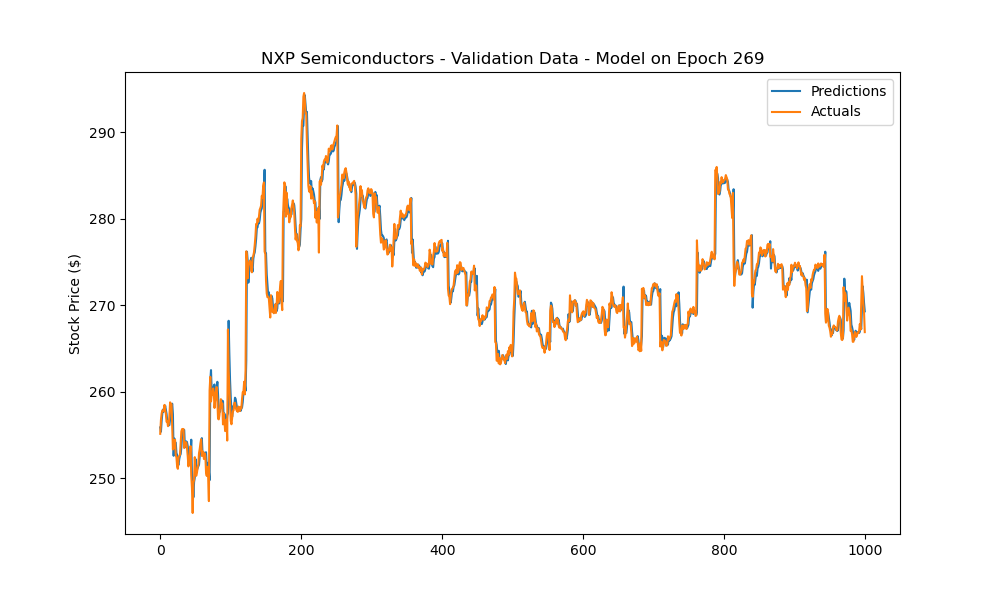 NXP Semiconductors - Validation Data - Model on Epoch 269
Predictions
Actuals
Stock Price ($)
290
280
270
260
250
0 200 400 600 800 1000